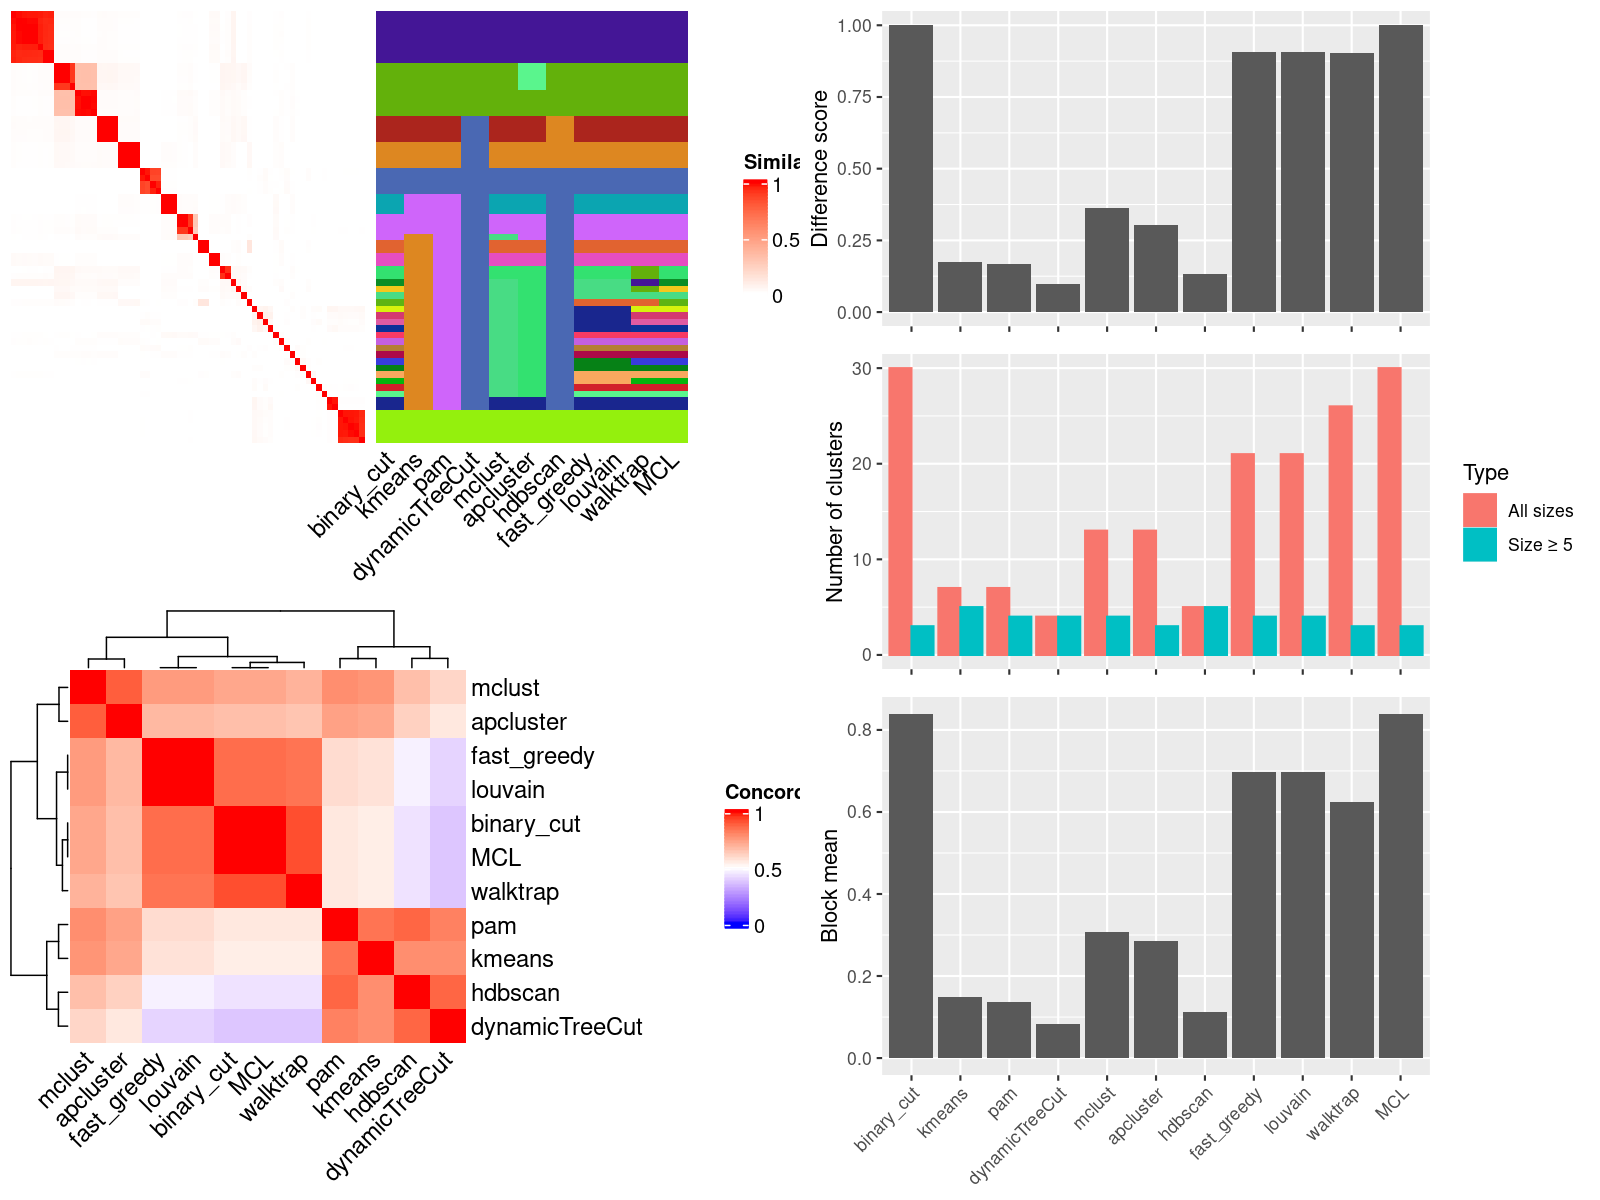 Simila
1
0.5
0
binary_cut
kmeans
pam
dynamicTreeCut
mclust
apcluster
hdbscan
fast_greedy
louvain
walktrap
MCL
mclust
apcluster
fast_greedy
louvain
binary_cut
MCL
walktrap
pam
kmeans
hdbscan
dynamicTreeCut
mclust
apcluster
fast_greedy
louvain
binary_cut
MCL
walktrap
pam
kmeans
hdbscan
dynamicTreeCut
Concord
1
0.5
0
Difference score
1.00
0.75
0.50
0.25
0.00
Number of clusters
30
20
10
0
Type
All sizes
Size ≥ 5
Block mean
0.8
0.6
0.4
0.2
0.0
binary_cut
kmeans
pam
dynamicTreeCut
mclust
apcluster
hdbscan
fast_greedy
louvain
walktrap
MCL